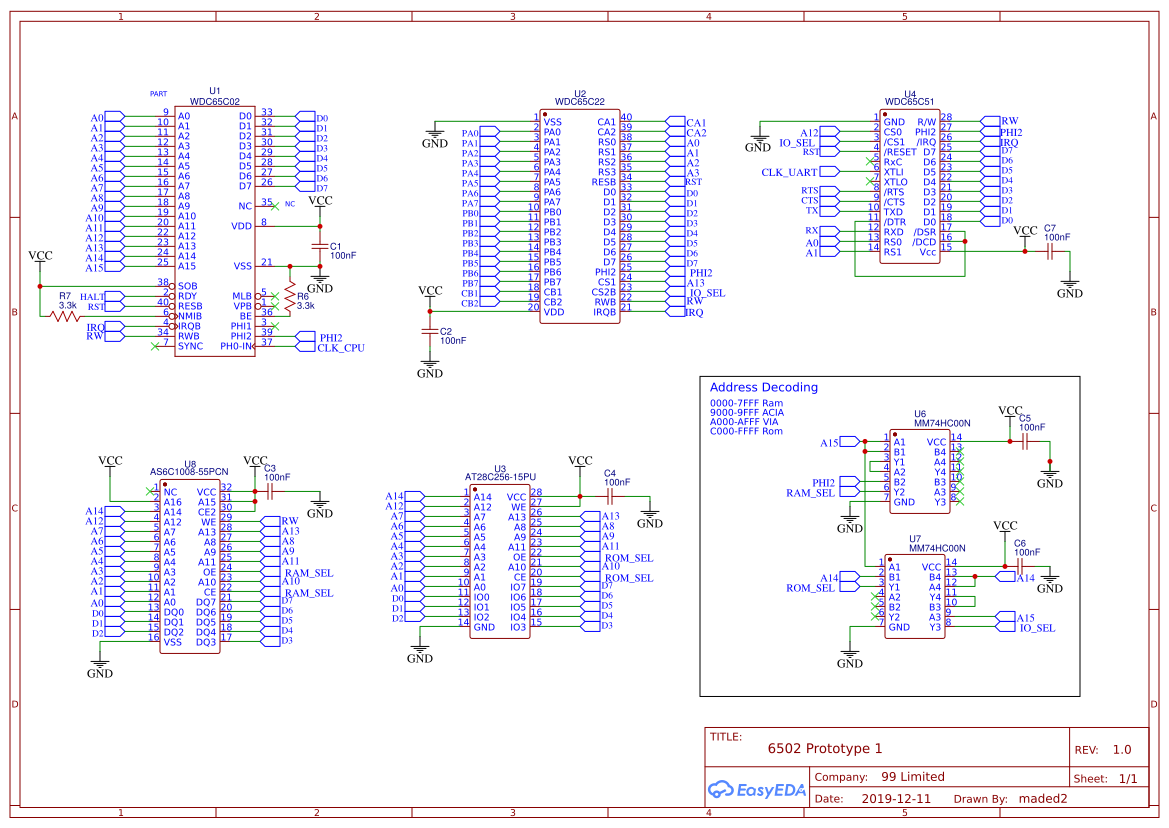 1 2 3 4 5
A B C D
A B C D
PART
U1
WDC65C02
A0 9 A0
A1 10 A1
A2 11 A2
A3 12 A3
A4 13 A4
A5 14 A5
A6 15 A6
A7 16 A7
A8 17 A8
A9 18 A9
A10 19 A10
A11 20 A11
A12 22 A12
A13 23 A13
A14 24 A14
A15 25 A15
38 SOB
HALT 2 RDY
RST 40 RESB
6 NMIB
IRQ 4 IRQB
RW 34 RWB
7 SYNC
D0 33 D0
D1 32 D1
D2 31 D2
D3 30 D3
D4 29 D4
D5 28 D5
D6 27 D6
D7 26 D7
NC 35 NC
VDD 8
VSS 21
MLB 5
VPB 1
BE 36
PHI1 3
PHI2 39 PHI2
PH0-IN 37 CLK_CPU
VCC
R7
3.3k
VCC
C1
100nF
GND
R6
3.3k
U2
WDC65C22
GND
1 VSS
PA0 2 PA0
PA1 3 PA1
PA2 4 PA2
PA3 5 PA3
PA4 6 PA4
PA5 7 PA5
PA6 8 PA6
PA7 9 PA7
PB0 10 PB0
PB1 11 PB1
PB2 12 PB2
PB3 13 PB3
PB4 14 PB4
PB5 15 PB5
PB6 16 PB6
PB7 17 PB7
CB1 18 CB1
CB2 19 CB2
20 VDD
CA1 40 CA1
CA2 39 CA2
RS0 38 A0
RS1 37 A1
RS2 36 A2
RS3 35 A3
RESB 34 RST
D0 33 D0
D1 32 D1
D2 31 D2
D3 30 D3
D4 29 D4
D5 28 D5
D6 27 D6
D7 26 D7
PHI2 25 PHI2
CS1 24 A13
CS2B 23 IO_SEL
RWB 22 RW
IRQB 21 IRQ
VCC
C2
100nF
GND
U4
WDC65C51
GND
1 GND
A12 2 CS0
IO_SEL 3 /CS1
RST 4 /RESET
5 RxC
CLK_UART 6 XTLI
7 XTLO
RTS 8 /RTS
CTS 9 /CTS
TX 10 TXD
11 /DTR
RX 12 RXD
A0 13 RS0
A1 14 RS1
R/W 28 RW
PHI2 27 PHI2
/IRQ 26 IRQ
D7 25 D7
D6 24 D6
D5 23 D5
D4 22 D4
D3 21 D3
D2 20 D2
D1 19 D1
D0 18 D0
/DSR 17
/DCD 16
Vcc 15
VCC
C7
100nF
GND
U8
AS6C1008-55PCN
VCC
1 NC
2 A16
A14 3 A14
A12 4 A12
A7 5 A7
A6 6 A6
A5 7 A5
A4 8 A4
A3 9 A3
A2 10 A2
A1 11 A1
A0 12 A0
D0 13 DQ0
D1 14 DQ1
D2 15 DQ2
16 VSS
GND
VCC 32
A15 31
CE2 30
WE 29 RW
A13 28 A13
A8 27 A8
A9 26 A9
A11 25 A11
OE 24 RAM_SEL
A10 23 A10
CE 22 RAM_SEL
DQ7 21 D7
DQ6 20 D6
DQ5 19 D5
DQ4 18 D4
DQ3 17 D3
VCC
C3
100nF
GND
U3
AT28C256-15PU
A14 1 A14
A12 2 A12
A7 3 A7
A6 4 A6
A5 5 A5
A4 6 A4
A3 7 A3
A2 8 A2
A1 9 A1
A0 10 A0
D0 11 IO0
D1 12 IO1
D2 13 IO2
14 GND
GND
VCC 28
WE 27
A13 26 A13
A8 25 A8
A9 24 A9
A11 23 A11
OE 22 ROM_SEL
A10 21 A10
CE 20 ROM_SEL
IO7 19 D7
IO6 18 D6
IO5 17 D5
IO4 16 D4
IO3 15 D3
VCC
C4
100nF
GND
Address Decoding
0000-7FFF Ram
9000-9FFF ACIA
A000-AFFF VIA
C000-FFFF Rom
U6
MM74HC00N
A15 1 A1
2 B1
3 Y1
4 A2
PHI2 5 B2
RAM_SEL 6 Y2
7 GND
VCC 14
B4 13
A4 12
Y4 11
B3 10
A3 9
Y3 8
VCC
C5
100nF
GND
GND
U7
MM74HC00N
1 A1
A14 2 B1
ROM_SEL 3 Y1
4 A2
5 B2
6 Y2
7 GND
VCC 14
B4 13 A14
A4 12
Y4 11
B3 10
A3 9 A15
Y3 8 IO_SEL
VCC
C6
100nF
GND
GND
TITLE:
6502 Prototype 1
REV: 1.0
EasyEDA
Company: 99 Limited
Sheet: 1/1
Date: 2019-12-11
Drawn By: maded2
1 2 3 4 5